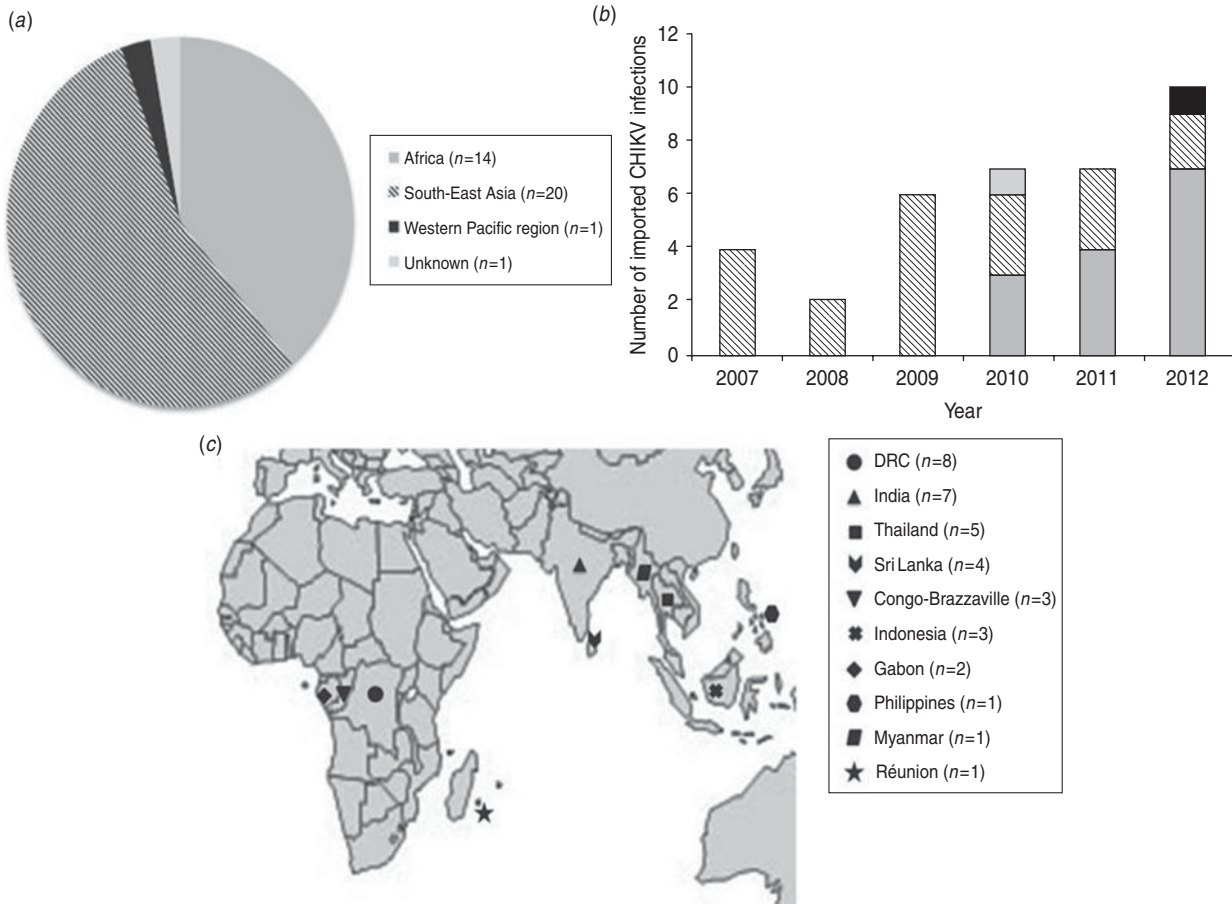 (a)
Africa (n=14)
South-East Asia (n=20)
Western Pacific region (n=1)
Unknown (n=1)
(b)
Number of imported CHIKV infections
12
10
8
6
4
2
0
2007 2008 2009 2010 2011 2012
Year
(c)
DRC (n=8)
India (n=7)
Thailand (n=5)
Sri Lanka (n=4)
Congo-Brazzaville (n=3)
Indonesia (n=3)
Gabon (n=2)
Philippines (n=1)
Myanmar (n=1)
Réunion (n=1)